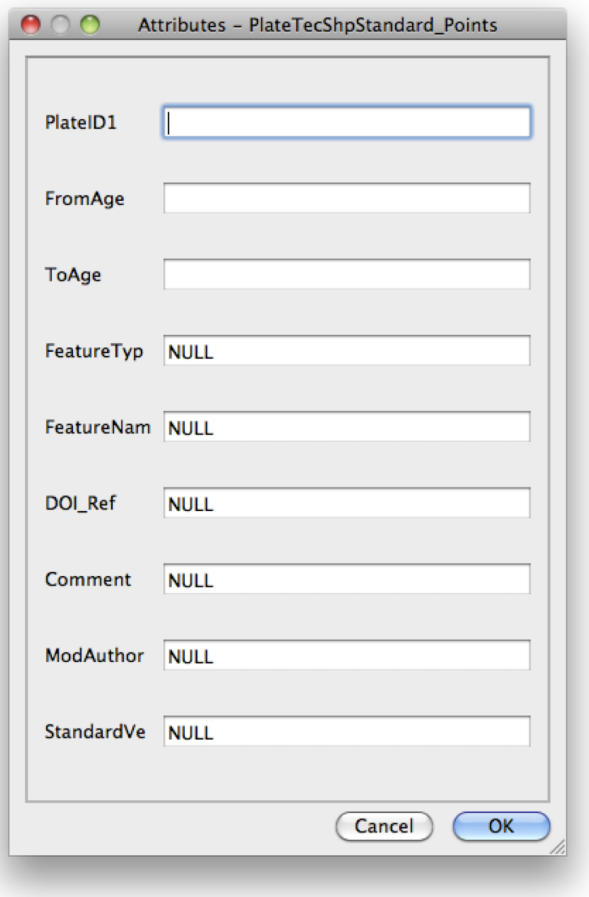 Attributes – PlateTecShpStandard_Points
PlateID1
FromAge
ToAge
FeatureTyp NULL
FeatureNam NULL
DOI_Ref NULL
Comment NULL
ModAuthor NULL
StandardVe NULL
Cancel OK